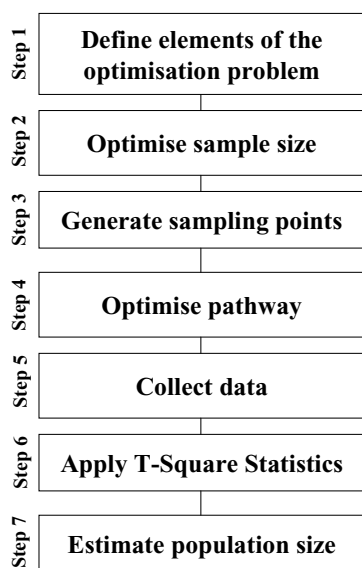 Step 1
Define elements of the
optimisation problem
Step 2
Optimise sample size
Step 3
Generate sampling points
Step 4
Optimise pathway
Step 5
Collect data
Step 6
Apply T-Square Statistics
Step 7
Estimate population size